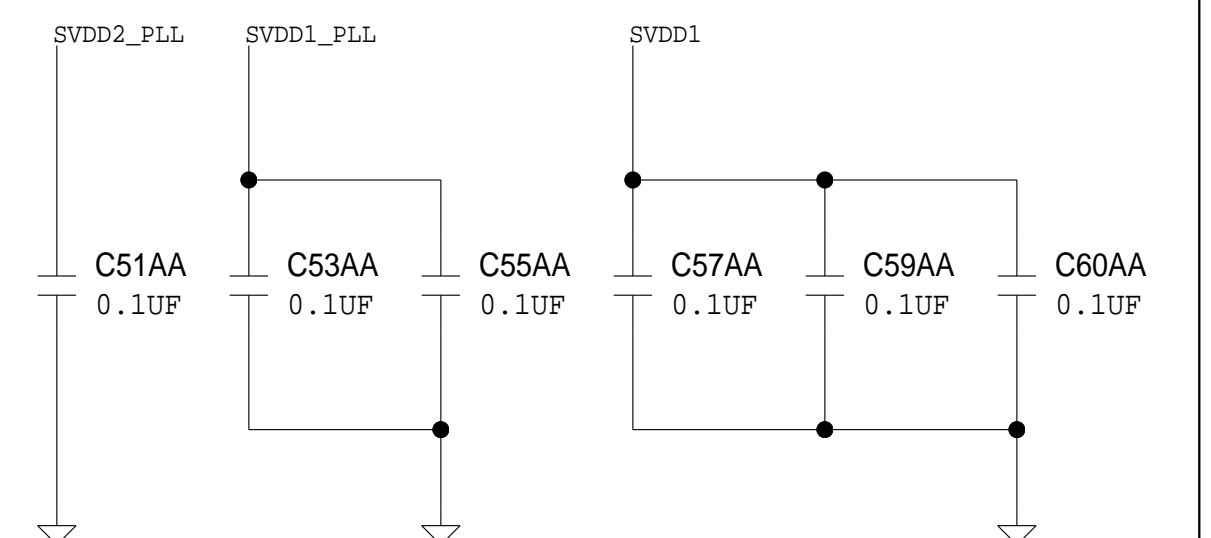 SVDD2_PLL SVDD1_PLL SVDD1
C51AA C53AA C55AA C57AA C59AA C60AA
0.1UF 0.1UF 0.1UF 0.1UF 0.1UF 0.1UF